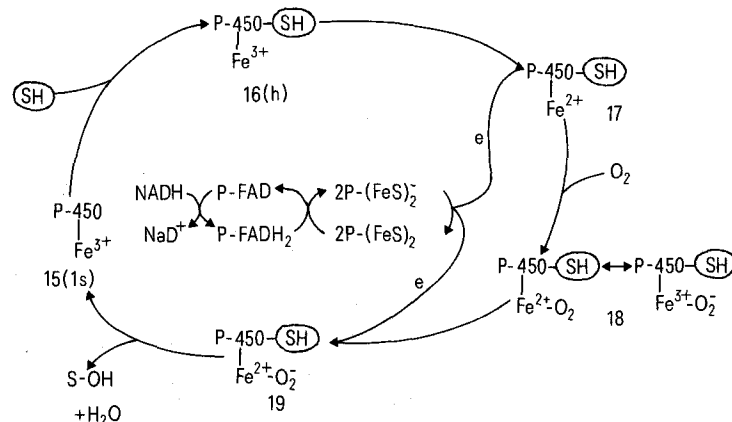 P-450-SH
Fe3+
16(h)
SH
P-450-SH
Fe2+
17
e
O2
NADH
P-FAD
2P-(FeS)2-
NaD+
P-FADH2
2P-(FeS)2
P-450
Fe3+
15(1s)
P-450-SH
Fe2+-O2
P-450-SH
Fe3+-O2-
18
e
P-450-SH
Fe2+-O2-
19
S-OH
+H2O